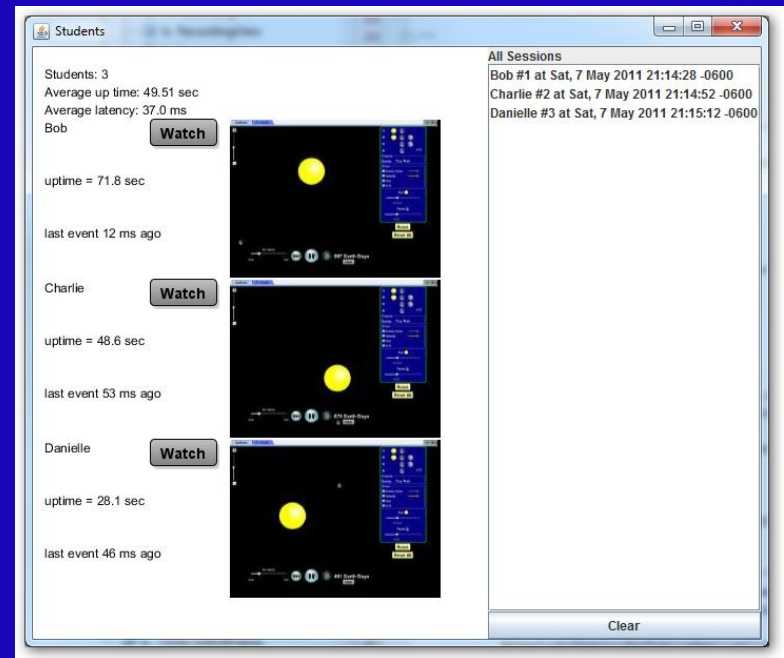 Students
Students: 3
Average up time: 49.51 sec
Average latency: 37.0 ms
Bob
Watch
uptime = 71.8 sec
last event 12 ms ago
Charlie
Watch
uptime = 48.6 sec
last event 53 ms ago
Danielle
Watch
uptime = 28.1 sec
last event 46 ms ago
All Sessions
Bob #1 at Sat, 7 May 2011 21:14:28 -0600
Charlie #2 at Sat, 7 May 2011 21:14:52 -0600
Danielle #3 at Sat, 7 May 2011 21:15:12 -0600
Clear